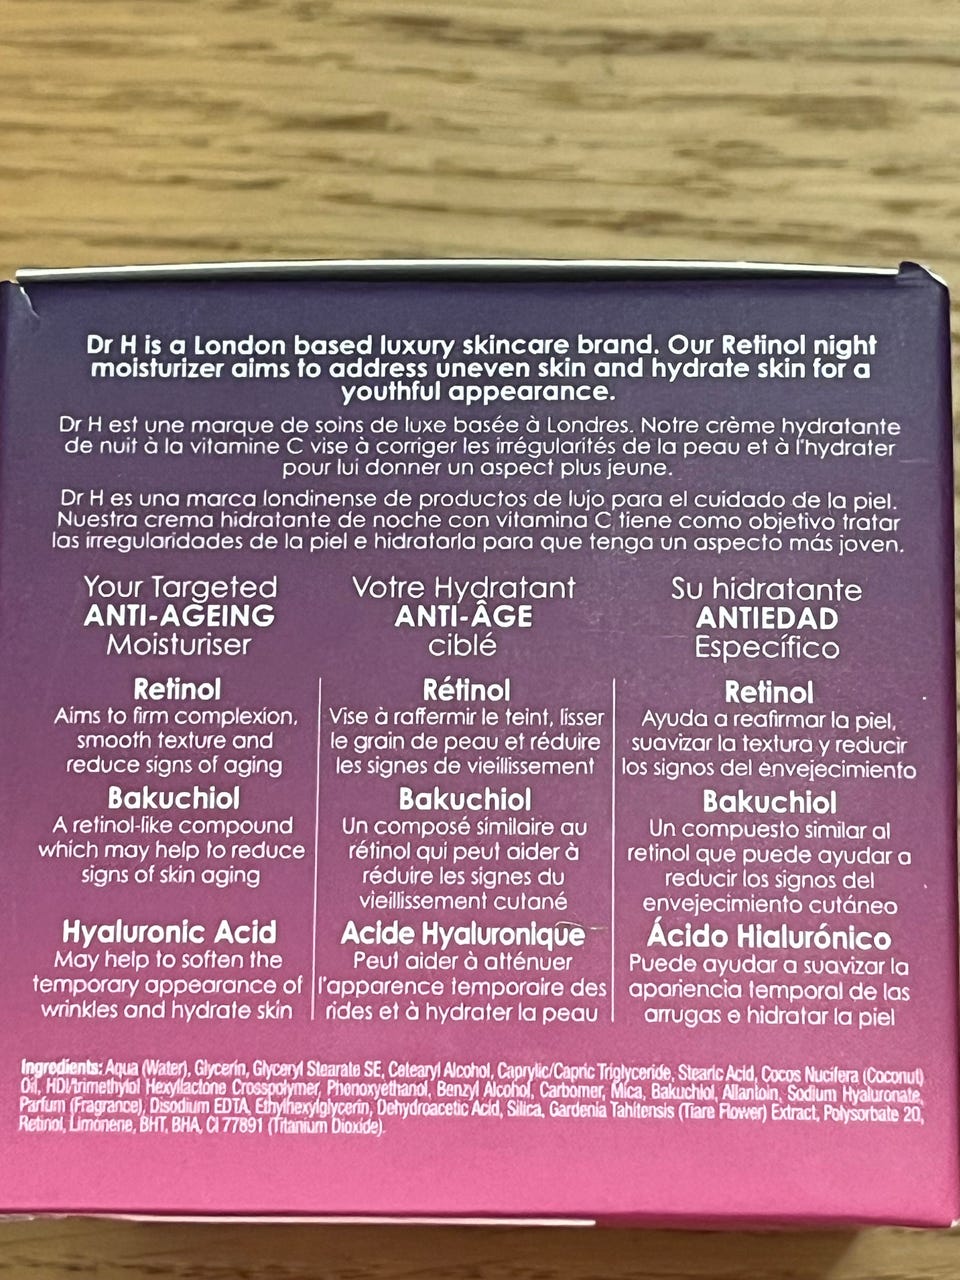 Dr H is a London based luxury skincare brand. Our Retinol night
moisturizer aims to address uneven skin and hydrate skin for a
youthful appearance.
Dr H est une marque de soins de luxe basée à Londres. Notre crème hydratante
de nuit à la vitamine C vise à corriger les irrégularités de la peau et à l'hydrater
pour lui donner un aspect plus jeune.
Dr H es una marca londinense de productos de lujo para el cuidado de la piel.
Nuestra crema hidratante de noche con vitamina C tiene como objetivo tratar
las irregularidades de la piel e hidratarla para que tenga un aspecto más joven.
Your Targeted
ANTI-AGEING
Moisturiser
Retinol
Aims to firm complexion,
smooth texture and
reduce signs of aging
Bakuchiol
A retinol-like compound
which may help to reduce
signs of skin aging
Hyaluronic Acid
May help to soften the
temporary appearance of
wrinkles and hydrate skin
Votre Hydratant
ANTI-ÂGE
ciblé
Rétinol
Vise à raffermir le teint, lisser
le grain de peau et réduire
les signes de vieillissement
Bakuchiol
Un composé similaire au
rétinol qui peut aider à
réduire les signes du
vieillissement cutané
Acide Hyaluronique
Peut aider à atténuer
l'apparence temporaire des
rides et à hydrater la peau
Su hidratante
ANTIEDAD
Específico
Retinol
Ayuda a reafirmar la piel,
suavizar la textura y reducir
los signos del envejecimiento
Bakuchiol
Un compuesto similar al
retinol que puede ayudar a
reducir los signos del
envejecimiento cutáneo
Ácido Hialurónico
Puede ayudar a suavizar la
apariencia temporal de las
arrugas e hidratar la piel
Ingredients: Aqua (Water), Glycerin, Glyceryl Stearate SE, Cetearyl Alcohol, Caprylic/Capric Triglyceride, Stearic Acid, Cocos Nucifera (Coconut)
Oil, HDI/trimethylol Hexyllactone Crosspolymer, Phenoxyethanol, Benzyl Alcohol, Carbomer, Mica, Bakuchiol, Allantoin, Sodium Hyaluronate,
Parfum (Fragrance), Disodium EDTA, Ethylhexylglycerin, Dehydroacetic Acid, Silica, Gardenia Tahitensis (Tiare Flower) Extract, Polysorbate 20,
Retinol, Limonene, BHT, BHA, CI 77891 (Titanium Dioxide).